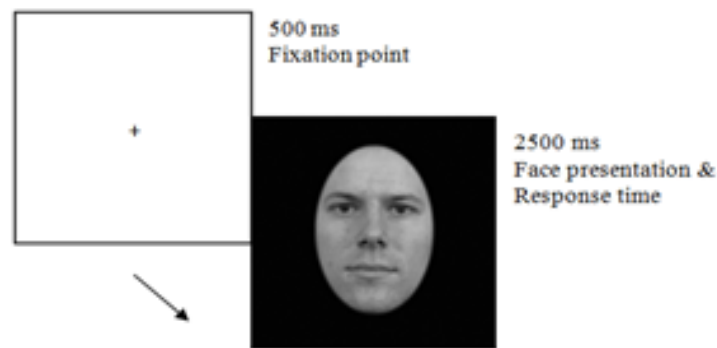 500 ms
Fixation point
+
2500 ms
Face presentation &
Response time